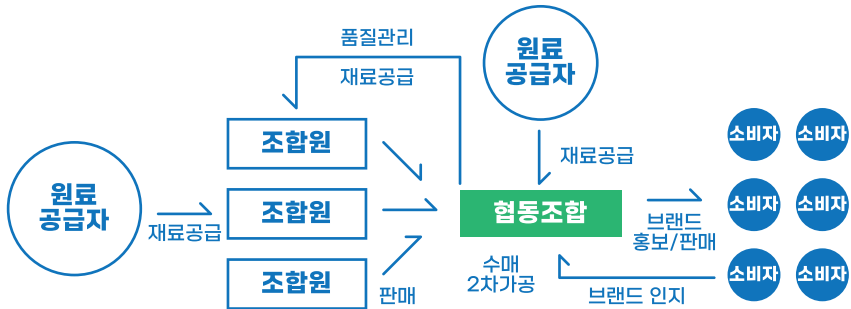 품질관리
재료공급
원료
공급자
조합원
재료공급
소비자 소비자
원료
공급자
재료공급
조합원
협동조합
브랜드
홍보/판매
소비자 소비자
조합원
판매
수매
2차가공
브랜드 인지
소비자 소비자